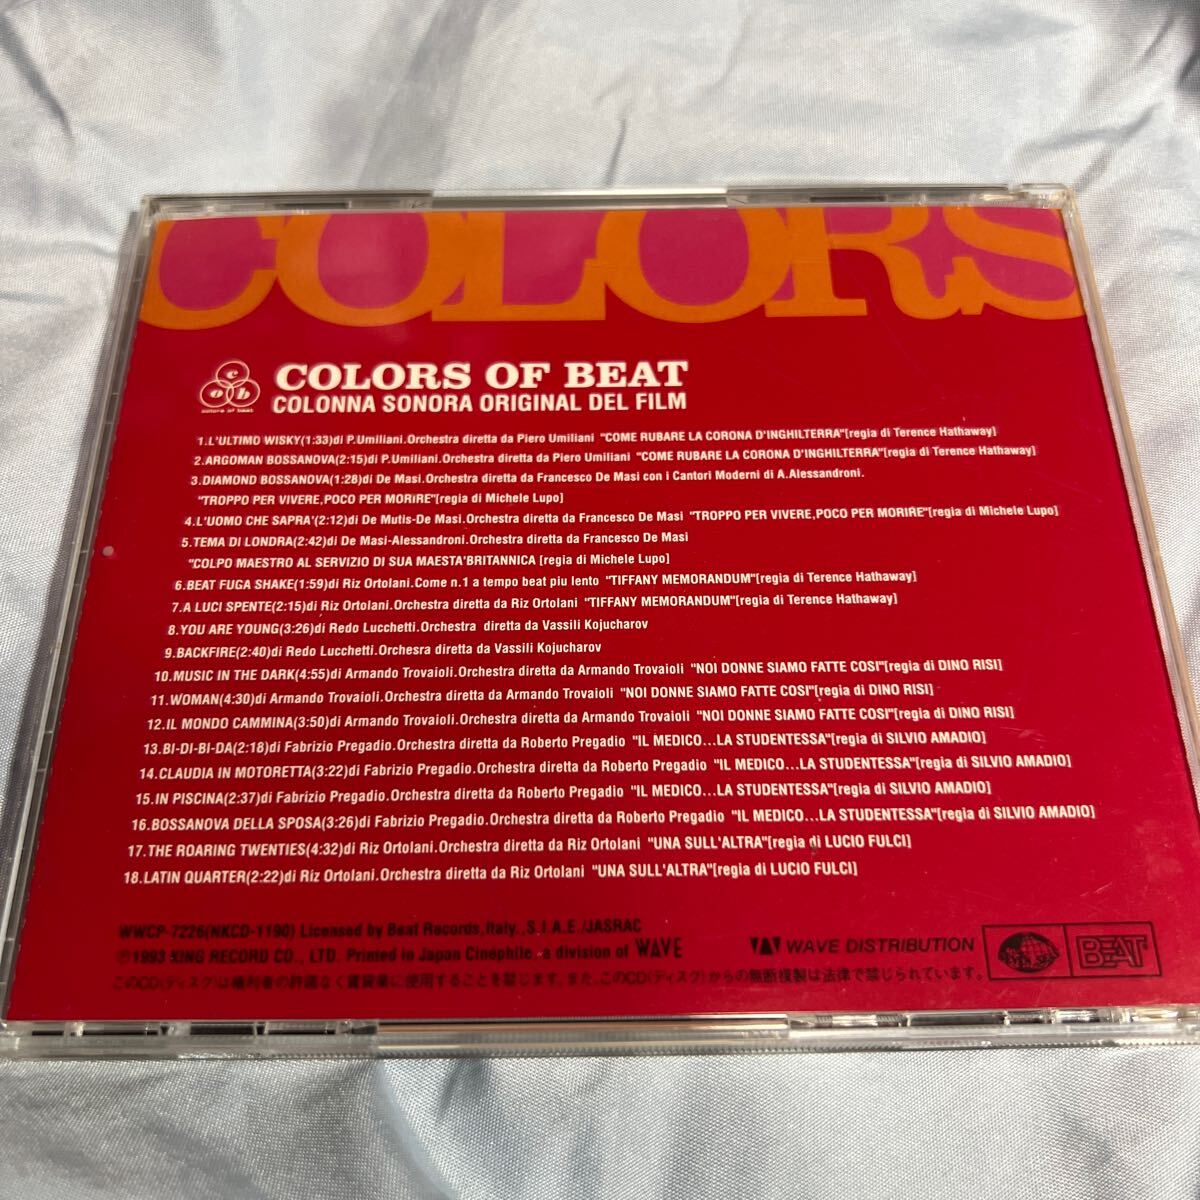 COLORS
c
o b
colors of beat
COLORS OF BEAT
COLONNA SONORA ORIGINAL DEL FILM
1.L'ULTIMO WISKY(1:33)di P.Umiliani.Orchestra diretta da Piero Umiliani "COME RUBARE LA CORONA D'INGHILTERRA"[regia di Terence Hathaway]
2.ARGOMAN BOSSANOVA(2:15)di P.Umiliani.Orchestra diretta da Piero Umiliani "COME RUBARE LA CORONA D'INGHILTERRA"[regia di Terence Hathaway]
3.DIAMOND BOSSANOVA(1:28)di De Masi.Orchestra diretta da Francesco De Masi con i Cantori Moderni di A.Alessandroni.
"TROPPO PER VIVERE,POCO PER MORiRE"[regia di Michele Lupo]
4.L'UOMO CHE SAPRA'(2:12)di De Mutis-De Masi.Orchestra diretta da Francesco De Masi "TROPPO PER VIVERE,POCO PER MORIRE"[regia di Michele Lupo]
5.TEMA DI LONDRA(2:42)di De Masi-Alessandroni.Orchestra diretta da Francesco De Masi
"COLPO MAESTRO AL SERVIZIO DI SUA MAESTA'BRITANNICA [regia di Michele Lupo]
6.BEAT FUGA SHAKE(1:59)di Riz Ortolani.Come n.1 a tempo beat piu lento "TIFFANY MEMORANDUM"[regia di Terence Hathaway]
7.A LUCI SPENTE(2:15)di Riz Ortolani.Orchestra diretta da Riz Ortolani "TIFFANY MEMORANDUM"[regia di Terence Hathaway]
8.YOU ARE YOUNG(3:26)di Redo Lucchetti.Orchestra diretta da Vassili Kojucharov
9.BACKFIRE(2:40)di Redo Lucchetti.Orchesra diretta da Vassili Kojucharov
10.MUSIC IN THE DARK(4:55)di Armando Trovaioli.Orchestra diretta da Armando Trovaioli "NOI DONNE SIAMO FATTE COSI"[regia di DINO RISI]
11.WOMAN(4:30)di Armando Trovaioli.Orchestra diretta da Armando Trovaioli "NOI DONNE SIAMO FATTE COSI"[regia di DINO RISI]
12.IL MONDO CAMMINA(3:50)di Armando Trovaioli.Orchestra diretta da Armando Trovaioli "NOI DONNE SIAMO FATTE COSI"[regia di DINO RISI]
13.BI-DI-BI-DA(2:18)di Fabrizio Pregadio.Orchestra diretta da Roberto Pregadio "IL MEDICO...LA STUDENTESSA"[regia di SILVIO AMADIO]
14.CLAUDIA IN MOTORETTA(3:22)di Fabrizio Pregadio.Orchestra diretta da Roberto Pregadio "IL MEDICO...LA STUDENTESSA"[regia di SILVIO AMADIO]
15.IN PISCINA(2:37)di Fabrizio Pregadio.Orchestra diretta da Roberto Pregadio "IL MEDICO...LA STUDENTESSA"[regia di SILVIO AMADIO]
16.BOSSANOVA DELLA SPOSA(3:26)di Fabrizio Pregadio.Orchestra diretta da Roberto Pregadio "IL MEDICO...LA STUDENTESSA"[regia di SILVIO AMADIO]
17.THE ROARING TWENTIES(4:32)di Riz Ortolani.Orchestra diretta da Riz Ortolani "UNA SULL'ALTRA"[regia di LUCIO FULCI]
18.LATIN QUARTER(2:22)di Riz Ortolani.Orchestra diretta da Riz Ortolani "UNA SULL'ALTRA"[regia di LUCIO FULCI]
WWCP-7226(NKCD-1190) Licensed by Beat Records,Italy.,S.I.A.E./JASRAC
©1993 KING RECORD CO., LTD. Printed in Japan Cinéphile, a division of WAVE
WAVE DISTRIBUTION
BEAT
このCD(ディスク)は権利者の許諾なく賃貸業に使用することを禁じます。また、このCD(ディスク)からの無断複製は法律で禁じられています。